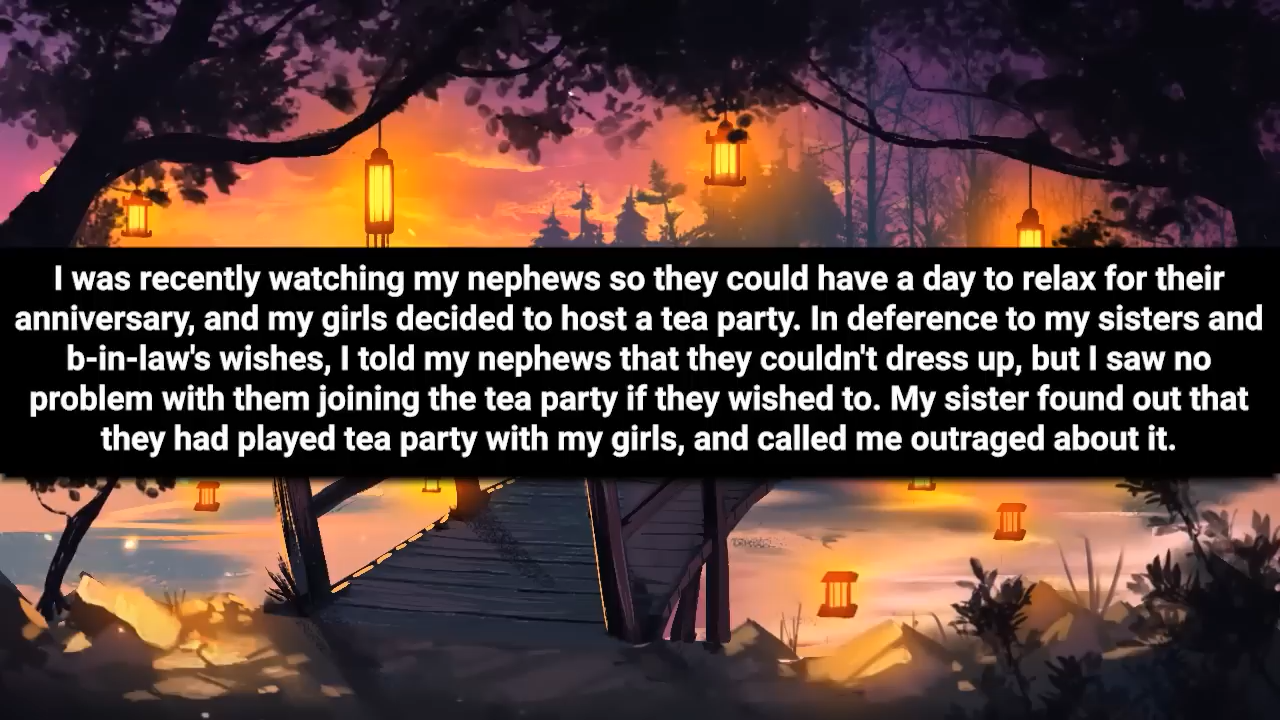 I was recently watching my nephews so they could have a day to relax for their
anniversary, and my girls decided to host a tea party. In deference to my sisters and
b-in-law's wishes, I told my nephews that they couldn't dress up, but I saw no
problem with them joining the tea party if they wished to. My sister found out that
they had played tea party with my girls, and called me outraged about it.